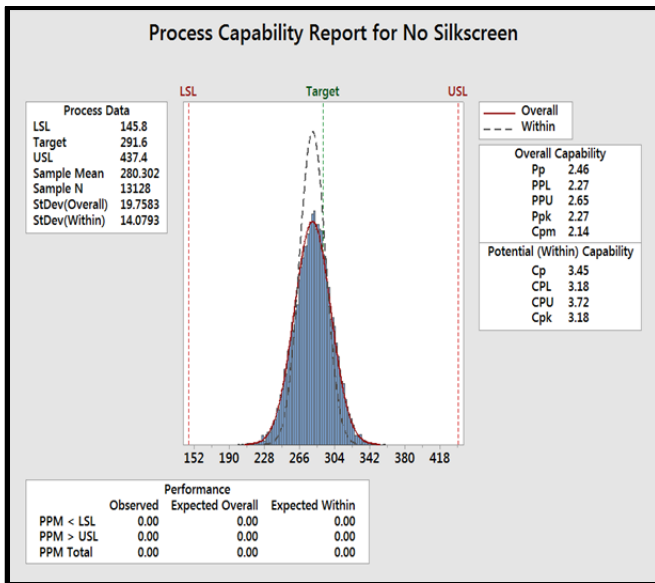 Process Capability Report for No Silkscreen
LSL Target USL
Process Data
LSL 145.8
Target 291.6
USL 437.4
Sample Mean 280.302
Sample N 13128
StDev(Overall) 19.7583
StDev(Within) 14.0793
Overall
Within
Overall Capability
Pp 2.46
PPL 2.27
PPU 2.65
Ppk 2.27
Cpm 2.14
Potential (Within) Capability
Cp 3.45
CPL 3.18
CPU 3.72
Cpk 3.18
152 190 228 266 304 342 380 418
Performance
Observed Expected Overall Expected Within
PPM < LSL 0.00 0.00 0.00
PPM > USL 0.00 0.00 0.00
PPM Total 0.00 0.00 0.00